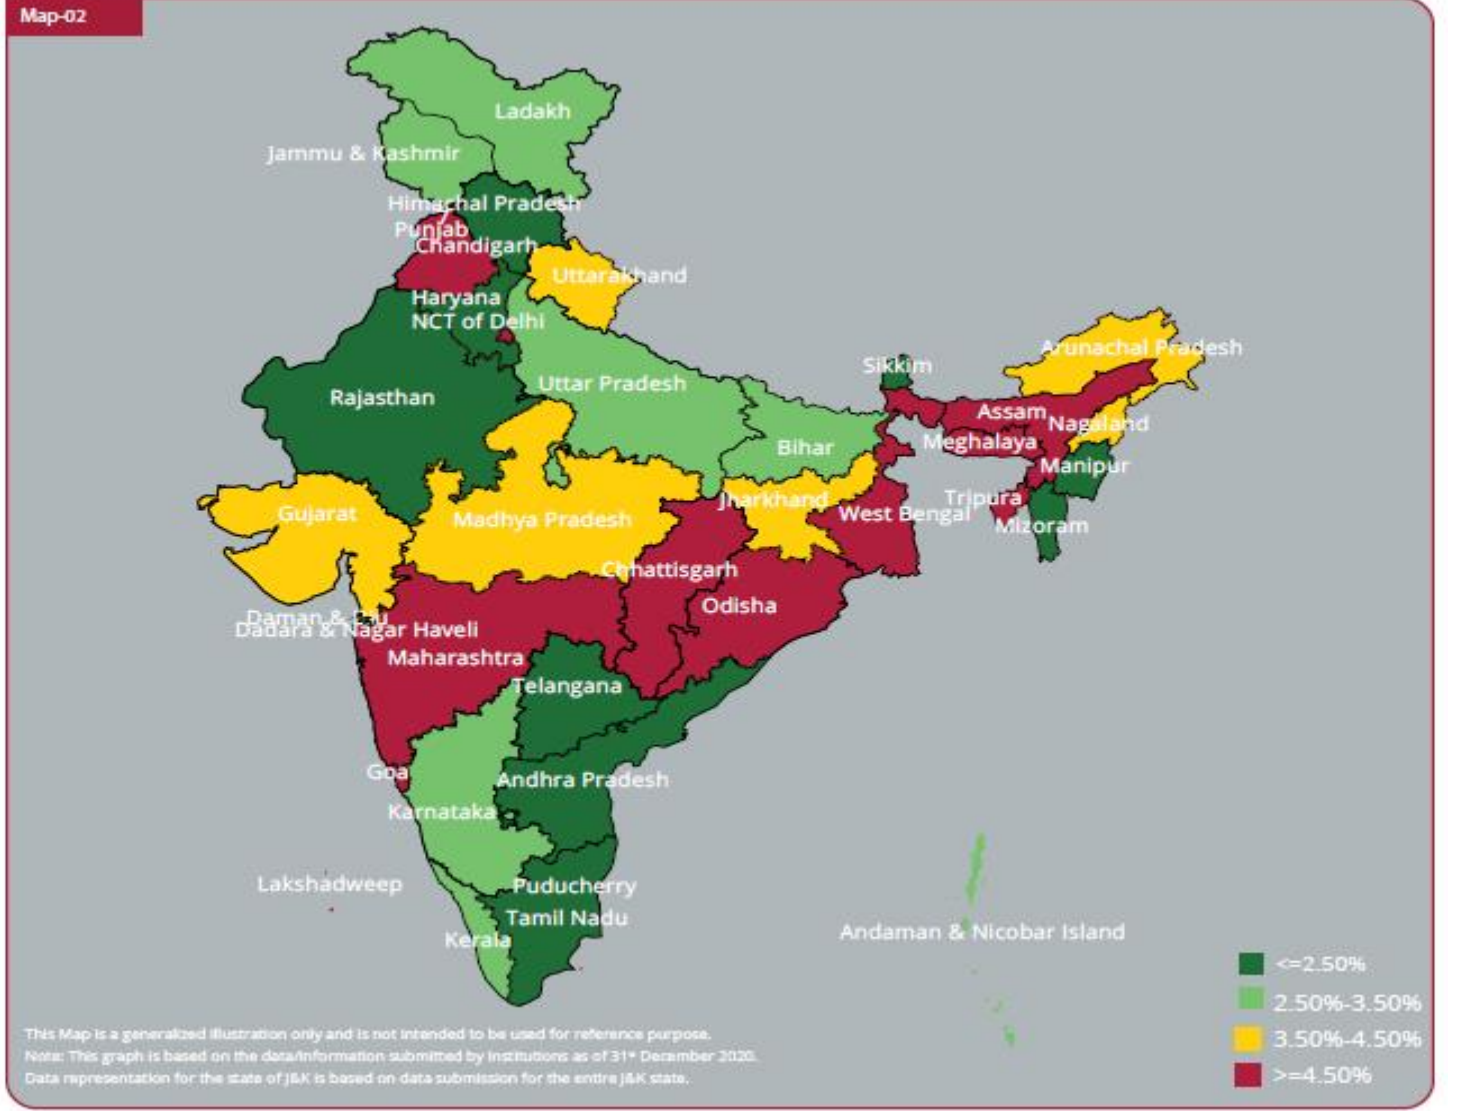 Map-02
Ladakh
Jammu & Kashmir
Himachal Pradesh
Punjab
Chandigarh
Uttarakhand
Haryana
NCT of Delhi
Arunachal Pradesh
Sikkim
Uttar Pradesh
Rajasthan
Assam
Nagaland
Meghalaya
Bihar
Manipur
Jharkhand
Tripura
Gujarat
West Bengal
Madhya Pradesh
Mizoram
Chhattisgarh
Odisha
Daman & Diu
Dadara & Nagar Haveli
Maharashtra
Telangana
Goa
Andhra Pradesh
Karnataka
Lakshadweep
Puducherry
Tamil Nadu
Andaman & Nicobar Island
Kerala
<=2.50%
2.50%-3.50%
3.50%-4.50%
>=4.50%
This Map is a generalized illustration only and is not intended to be used for reference purpose.
Note: This graph is based on the data/information submitted by institutions as of 31st December 2020.
Data representation for the state of J&K is based on data submission for the entire J&K state.